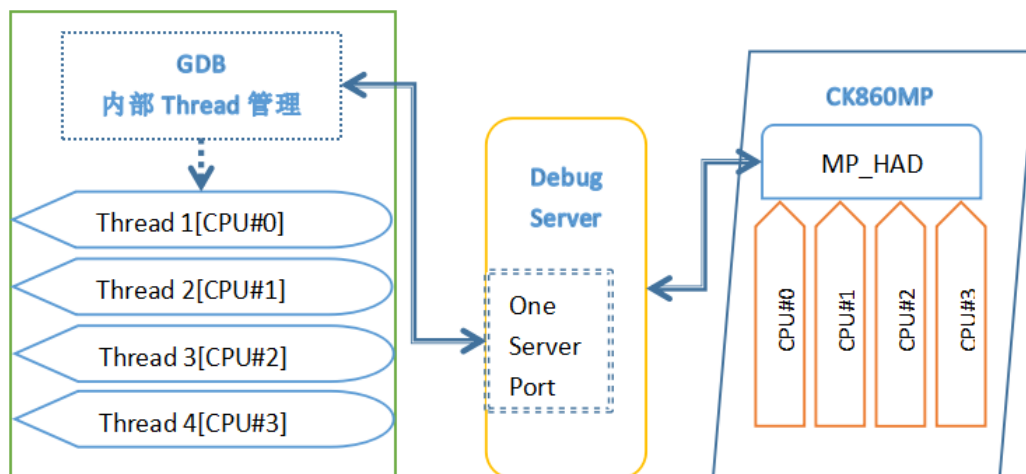 GDB
内部 Thread 管理
Thread 1[CPU#0]
Thread 2[CPU#1]
Thread 3[CPU#2]
Thread 4[CPU#3]
Debug
Server
One
Server
Port
CK860MP
MP_HAD
CPU#0
CPU#1
CPU#2
CPU#3